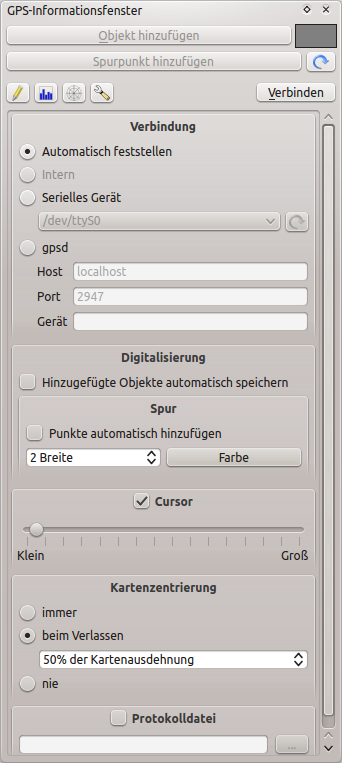 GPS-Informationsfenster
Objekt hinzufügen
Spurpunkt hinzufügen
Verbinden
Verbindung
Automatisch feststellen
Intern
Serielles Gerät
/dev/ttyS0
gpsd
Host localhost
Port 2947
Gerät
Digitalisierung
Hinzugefügte Objekte automatisch speichern
Spur
Punkte automatisch hinzufügen
2 Breite Farbe
Cursor
Klein Groß
Kartenzentrierung
immer
beim Verlassen
50% der Kartenausdehnung
nie
Protokolldatei
...